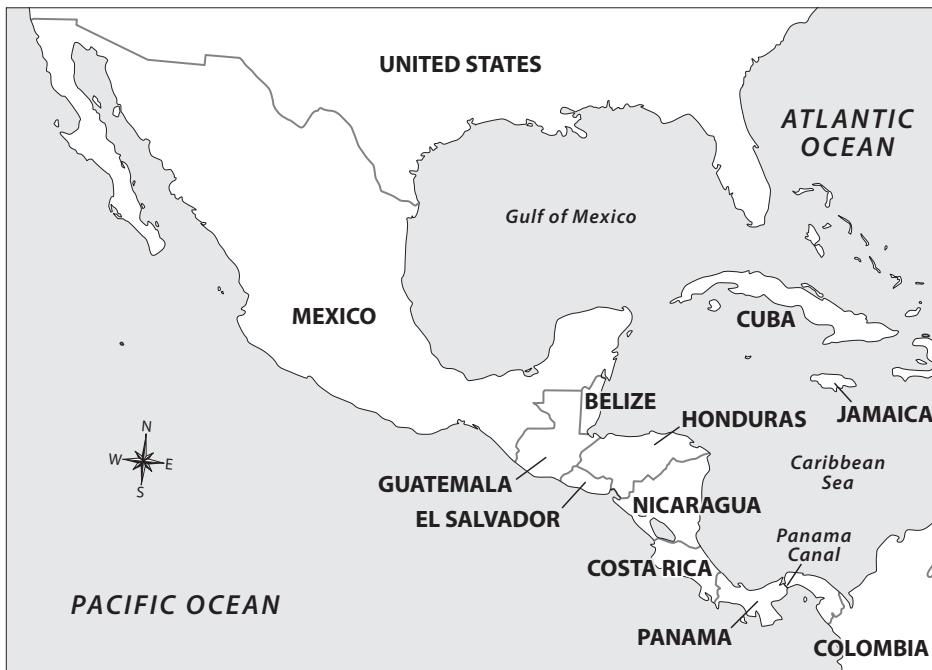 UNITED STATES
ATLANTIC
OCEAN
Gulf of Mexico
MEXICO
CUBA
BELIZE
HONDURAS
JAMAICA
N
W
E
S
Caribbean
Sea
GUATEMALA
EL SALVADOR
NICARAGUA
Panama
Canal
COSTA RICA
PACIFIC OCEAN
PANAMA
COLOMBIA